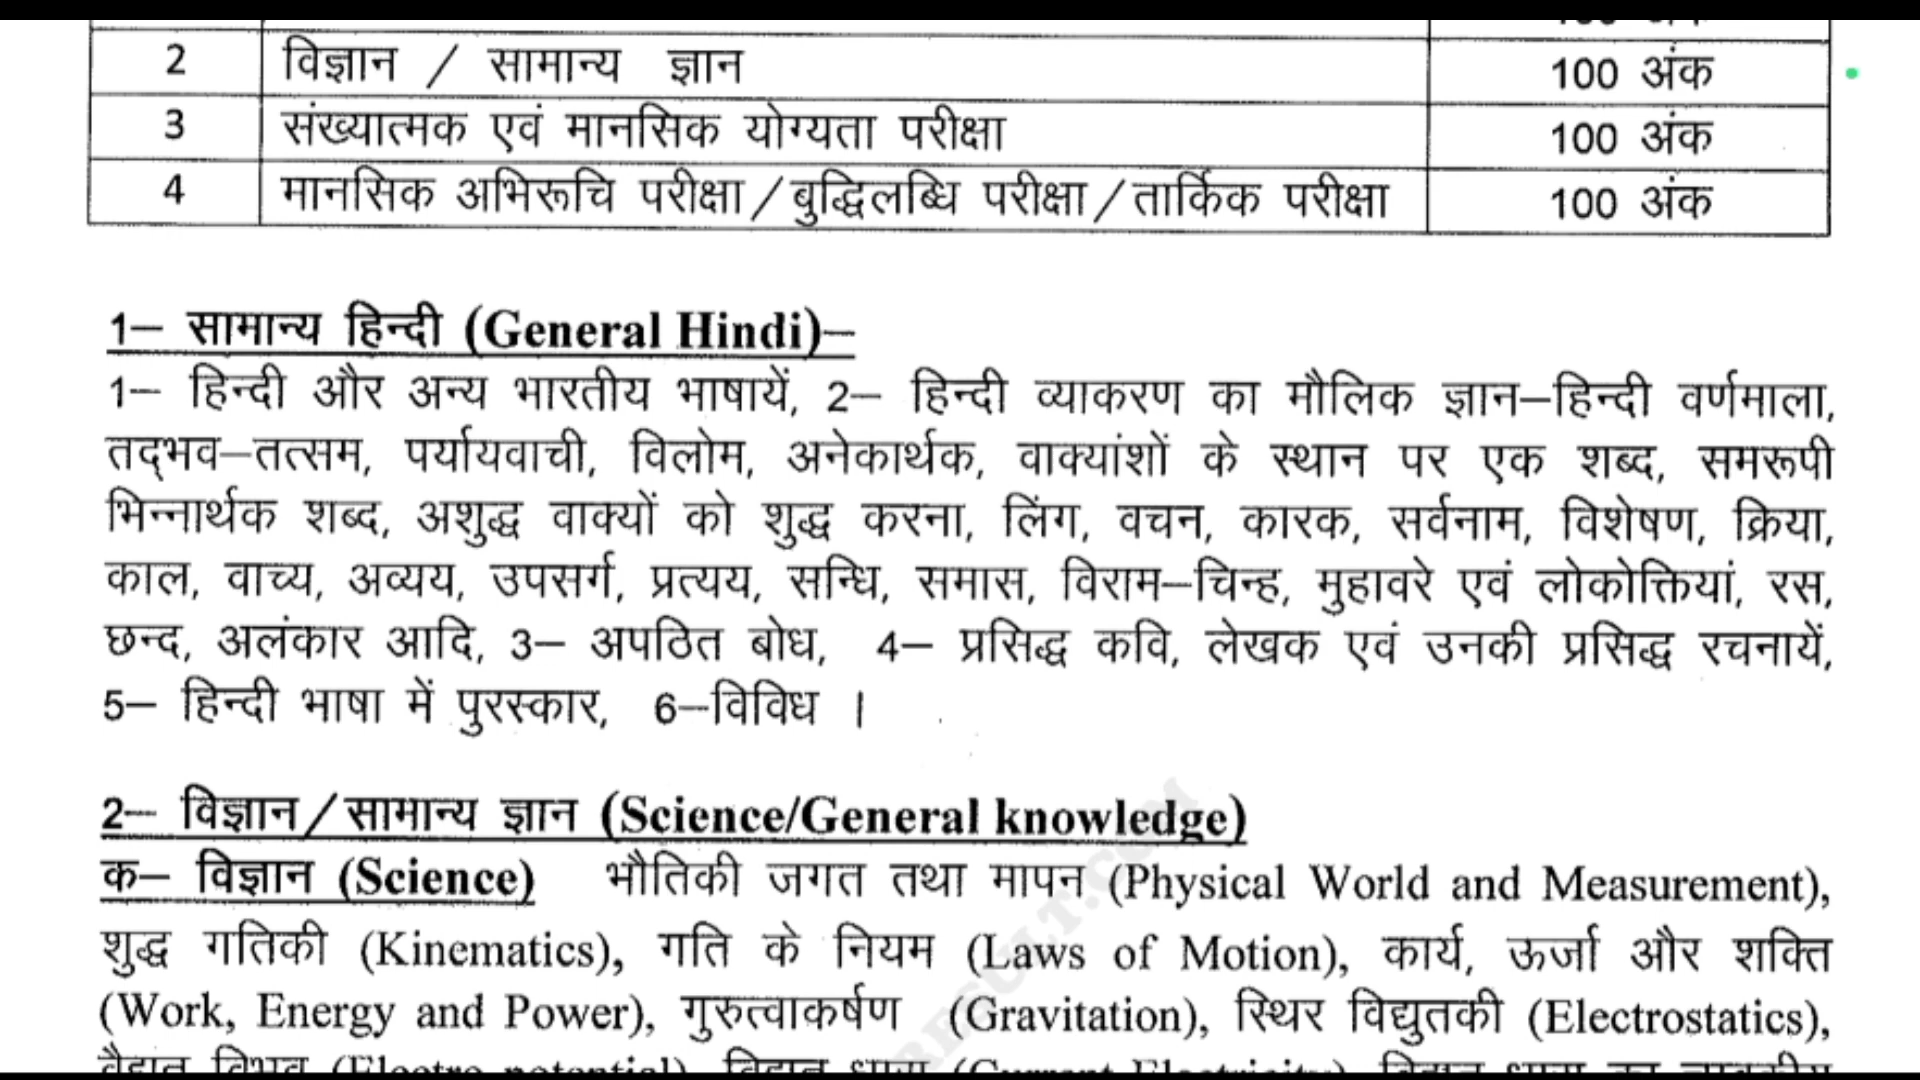 2 विज्ञान / सामान्य ज्ञान 100 अंक
3 संख्यात्मक एवं मानसिक योग्यता परीक्षा 100 अंक
4 मानसिक अभिरूचि परीक्षा/बुद्धिलब्धि परीक्षा/तार्किक परीक्षा 100 अंक
1– सामान्य हिन्दी (General Hindi)–
1– हिन्दी और अन्य भारतीय भाषायें, 2– हिन्दी व्याकरण का मौलिक ज्ञान–हिन्दी वर्णमाला,
तद्भव–तत्सम, पर्यायवाची, विलोम, अनेकार्थक, वाक्यांशों के स्थान पर एक शब्द, समरूपी
भिन्नार्थक शब्द, अशुद्ध वाक्यों को शुद्ध करना, लिंग, वचन, कारक, सर्वनाम, विशेषण, क्रिया,
काल, वाच्य, अव्यय, उपसर्ग, प्रत्यय, सन्धि, समास, विराम–चिन्ह, मुहावरे एवं लोकोक्तियां, रस,
छन्द, अलंकार आदि, 3– अपठित बोध, 4– प्रसिद्ध कवि, लेखक एवं उनकी प्रसिद्ध रचनायें,
5– हिन्दी भाषा में पुरस्कार, 6–विविध ।
2– विज्ञान/सामान्य ज्ञान (Science/General knowledge)
क– विज्ञान (Science) भौतिकी जगत तथा मापन (Physical World and Measurement),
शुद्ध गतिकी (Kinematics), गति के नियम (Laws of Motion), कार्य, ऊर्जा और शक्ति
(Work, Energy and Power), गुरुत्वाकर्षण (Gravitation), स्थिर विद्युतकी (Electrostatics),